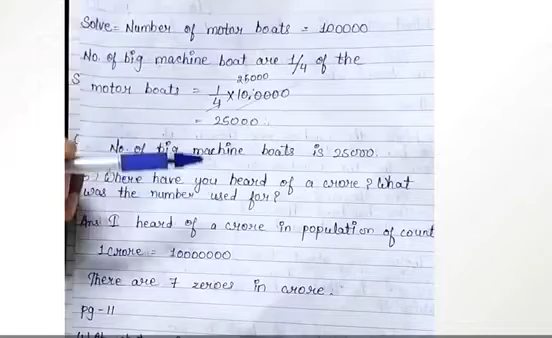 Solve = Number of motor boats = 100000
No. of big machine boat are 1/4 of the
S motor boats = 1/4 × 10,0000
25000
= 25000.
No. of big machine boats is 25000.
Where have you heard of a crore? What
was the number used for?
Ans I heard of a crore in population of count
1 crore = 10000000
There are 7 zeroes in crore.
pg - 11